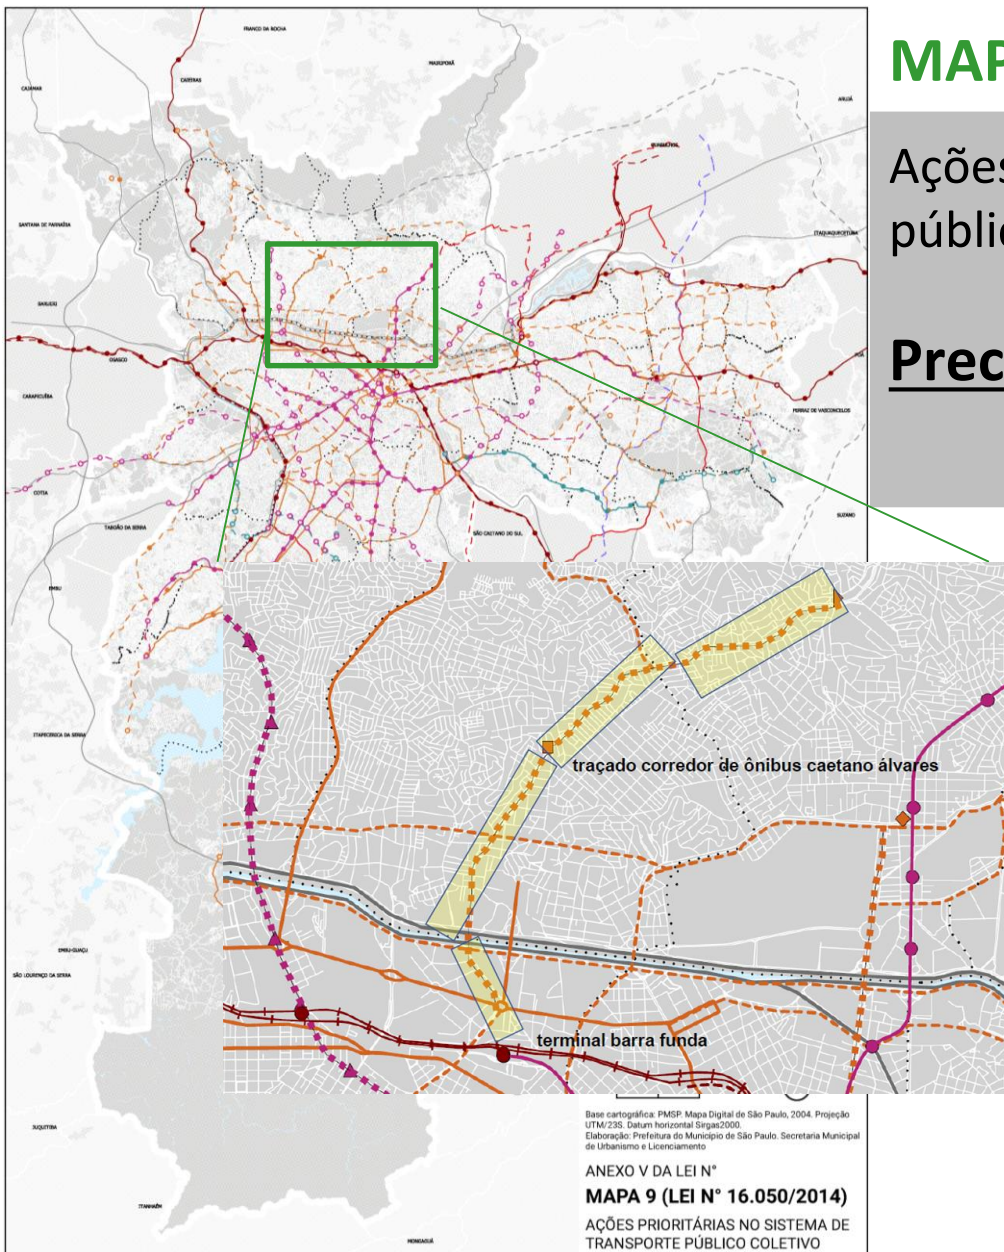 MAP
Ações
públic
Prec
FRANCO DA ROCHA
MAIRIPORÃ
CAIEIRAS
CAJAMAR
ARUJÁ
GUARULHOS
SANTANA DE PARNAÍBA
ITAQUAQUECETUBA
BARUERI
OSASCO
POÁ
CARAPICUÍBA
FERRAZ DE VASCONCELOS
COTIA
SUZANO
TABOÃO DA SERRA
SÃO CAETANO DO SUL
EMBU
ITAPECERICA DA SERRA
traçado corredor de ônibus caetano álvares
EMBU-GUAÇU
SÃO LOURENÇO DA SERRA
terminal barra funda
JUQUITIBA
Base cartográfica: PMSP. Mapa Digital de São Paulo, 2004. Projeção
UTM/23S. Datum horizontal Sirgas2000.
Elaboração: Prefeitura do Município de São Paulo. Secretaria Municipal
de Urbanismo e Licenciamento
ANEXO V DA LEI N°
MAPA 9 (LEI N° 16.050/2014)
AÇÕES PRIORITÁRIAS NO SISTEMA DE
TRANSPORTE PÚBLICO COLETIVO
ITANHAÉM
MONGAGUÁ